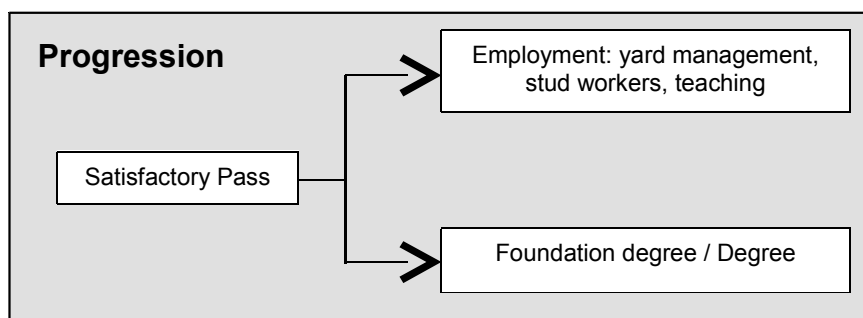 Progression
Employment: yard management,
stud workers, teaching
Satisfactory Pass
Foundation degree / Degree